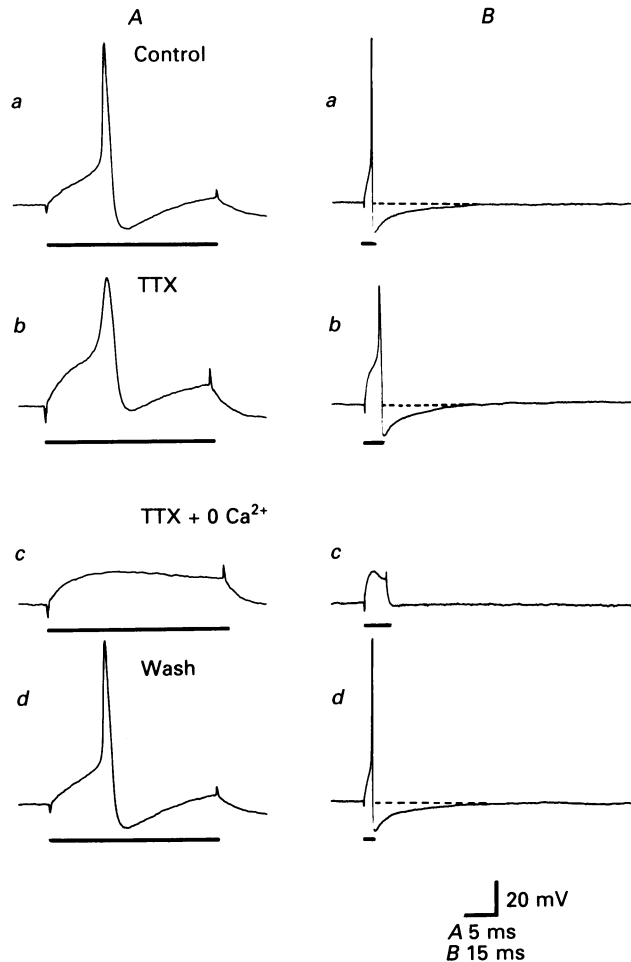 A B
Control
a a
TTX
b b
TTX + 0 Ca²⁺
c c
Wash
d d
20 mV
A 5 ms
B 15 ms